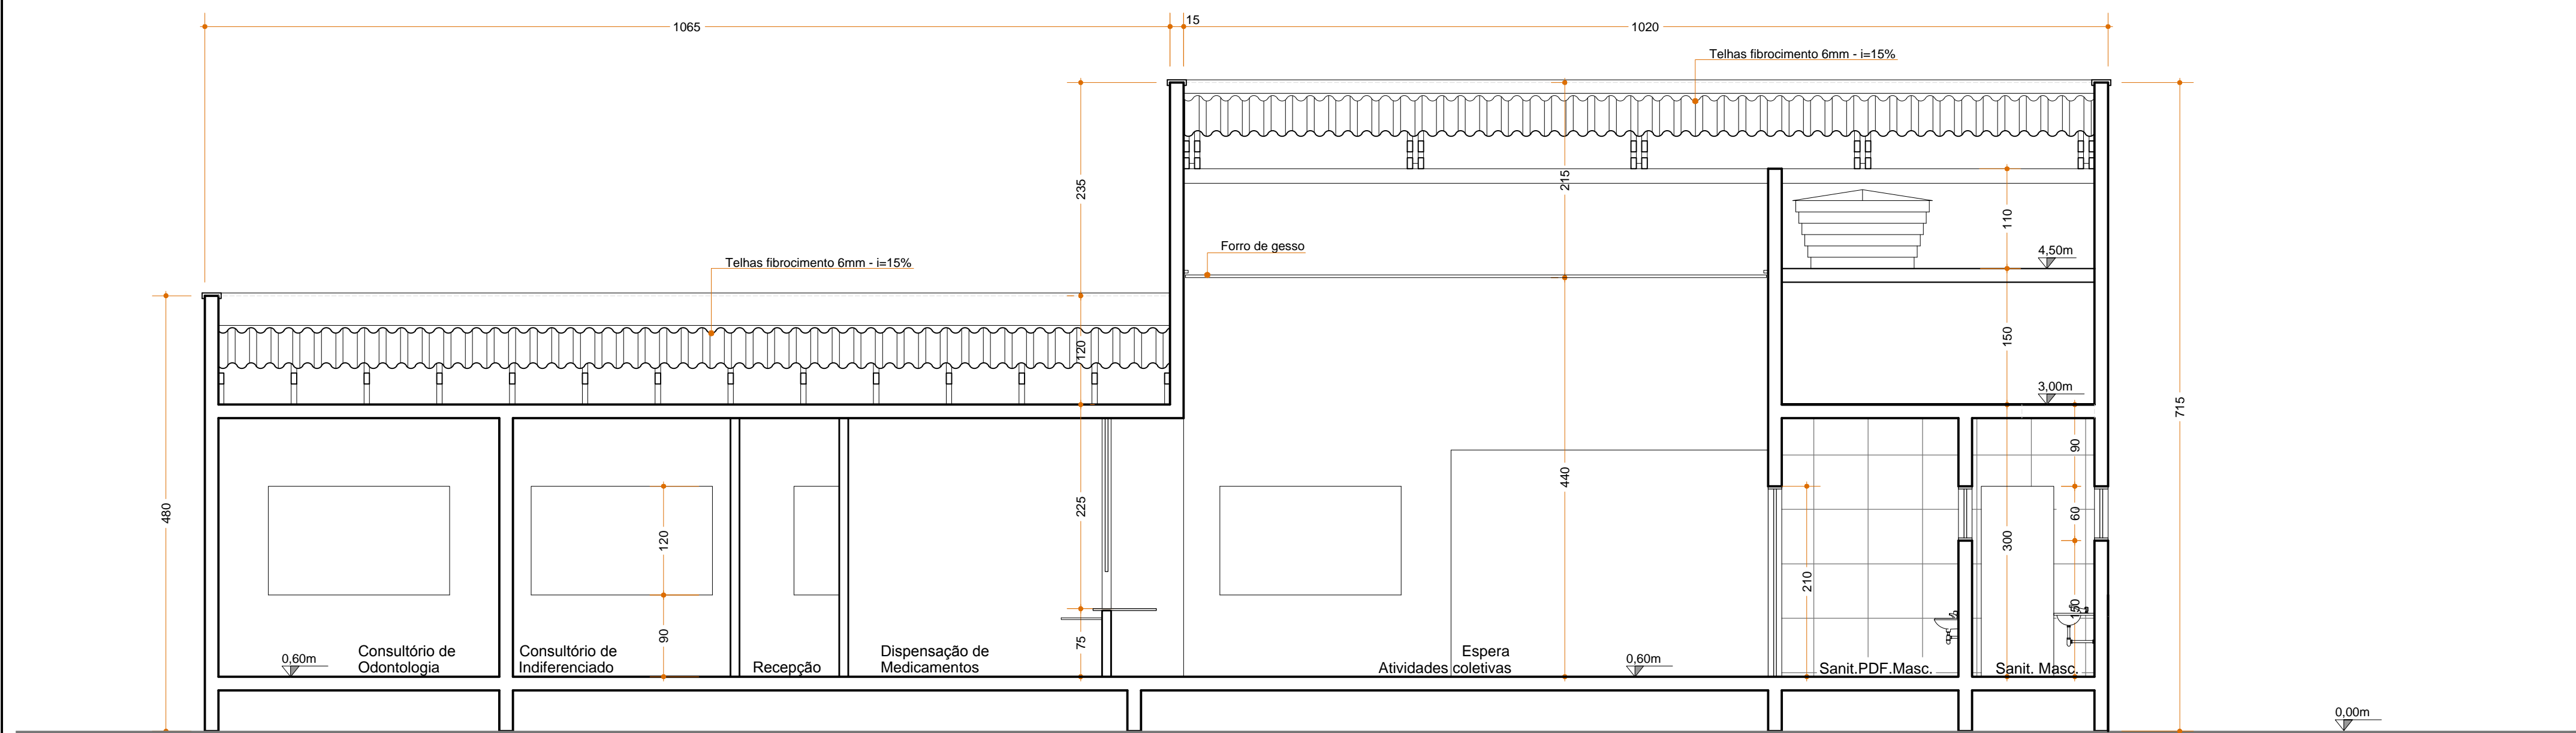 1065
15
1020
Telhas fibrocimento 6mm - i=15%
235
215
110
Forro de gesso
4,50m
Telhas fibrocimento 6mm - i=15%
120
150
3,00m
715
480
225
440
90
120
60
300
210
150
90
75
0,60m
Consultório de
Odontologia
Consultório de
Indiferenciado
Recepção
Dispensação de
Medicamentos
Espera
Atividades coletivas
0,60m
Sanit.PDF.Masc.
Sanit. Masc.
0,00m